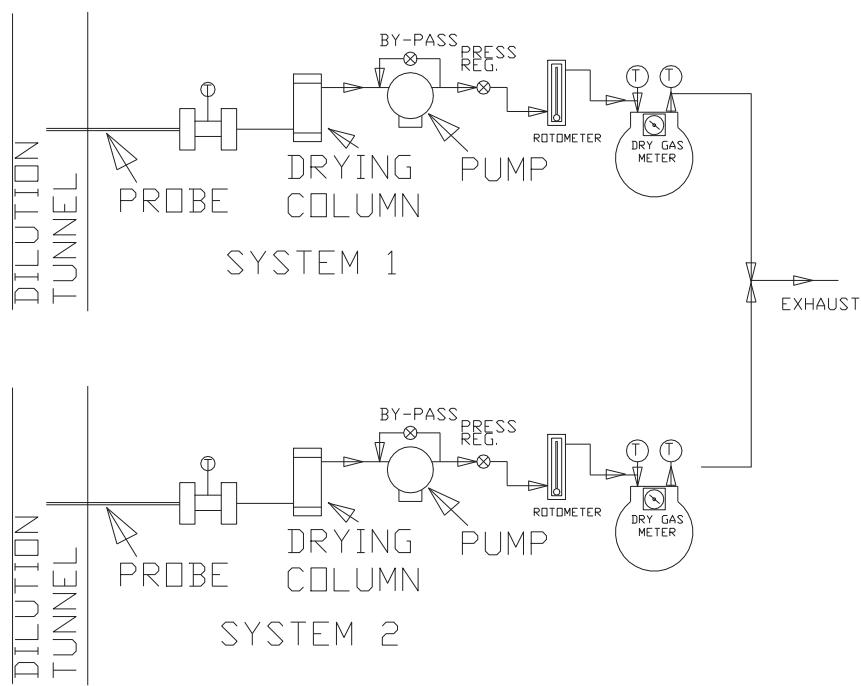 BY-PASS
PRESS
REG.
T
T
T
ROTOMETER
DRY GAS
METER
PROBE
DRYING
COLUMN
PUMP
DILUTION
TUNNEL
SYSTEM 1
EXHAUST
BY-PASS
PRESS
REG.
T
T
T
ROTOMETER
DRY GAS
METER
PROBE
DRYING
COLUMN
PUMP
DILUTION
TUNNEL
SYSTEM 2